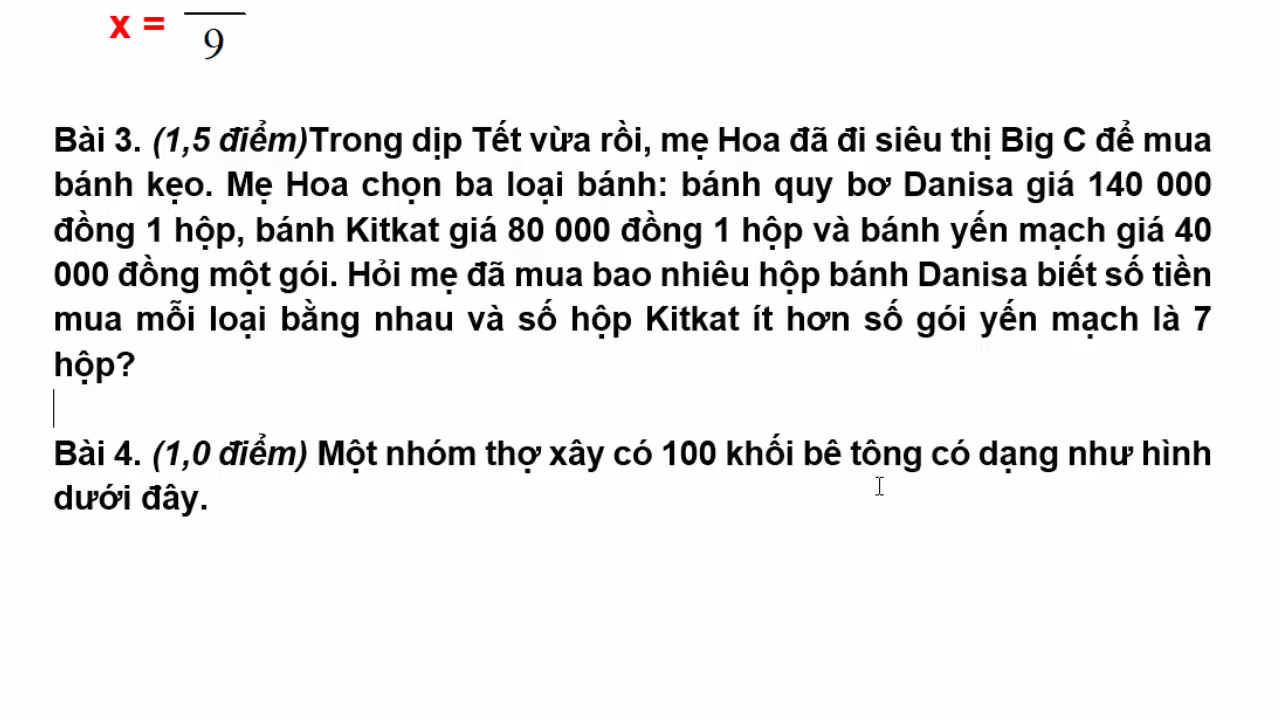 x =
9
Bài 3. (1,5 điểm)Trong dịp Tết vừa rồi, mẹ Hoa đã đi siêu thị Big C để mua
bánh kẹo. Mẹ Hoa chọn ba loại bánh: bánh quy bơ Danisa giá 140 000
đồng 1 hộp, bánh Kitkat giá 80 000 đồng 1 hộp và bánh yến mạch giá 40
000 đồng một gói. Hỏi mẹ đã mua bao nhiêu hộp bánh Danisa biết số tiền
mua mỗi loại bằng nhau và số hộp Kitkat ít hơn số gói yến mạch là 7
hộp?
Bài 4. (1,0 điểm) Một nhóm thợ xây có 100 khối bê tông có dạng như hình
dưới đây.